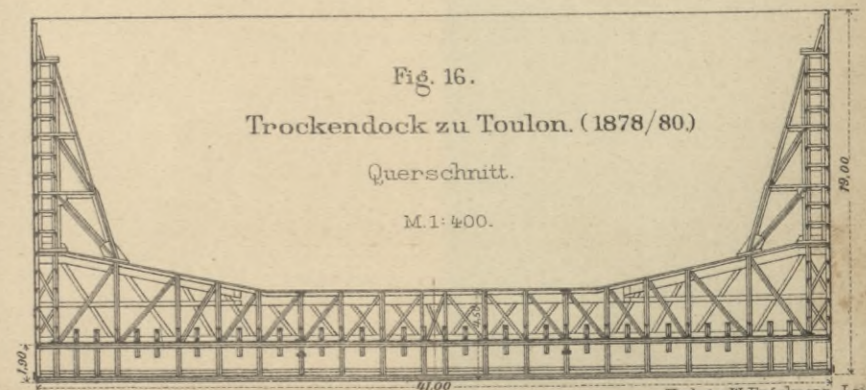 Fig. 16.
Trockendock zu Toulon. (1878/80.)
Querschnitt.
M. 1:400.
19,00
1,90
41,00